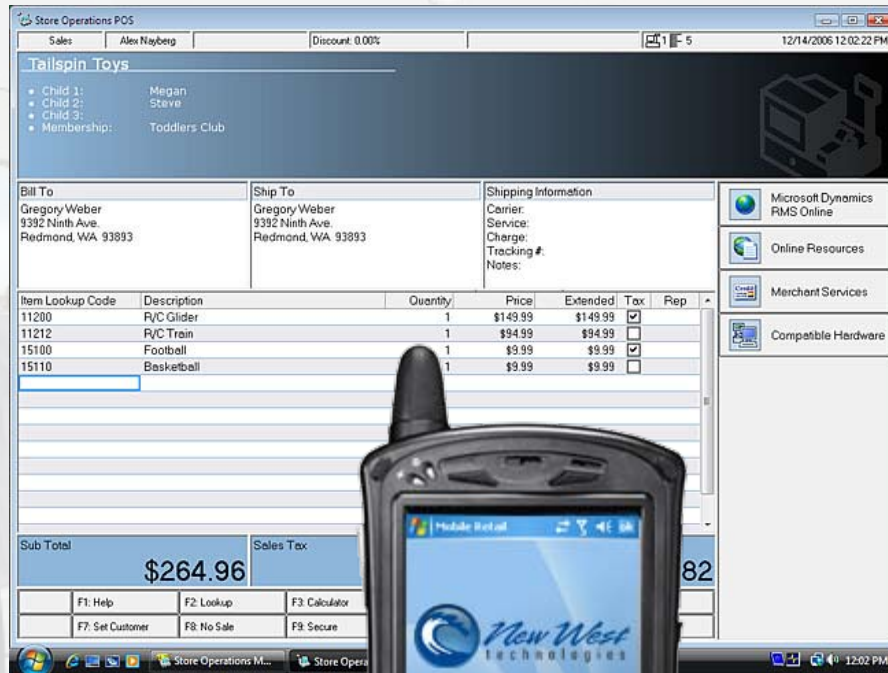 Store Operations POS
Sales Alex Nayberg Discount: 0.00% 1 5 12/14/2006 12:02:22 PM
Tailspin Toys
Child 1: Megan
Child 2: Steve
Child 3:
Membership: Toddlers Club
Bill To Ship To Shipping Information
Gregory Weber Gregory Weber Carrier:
9392 Ninth Ave. 9392 Ninth Ave. Service:
Redmond, WA 93893 Redmond, WA 93893 Charge:
Tracking #:
Notes:
Microsoft Dynamics
RMS Online
Online Resources
Merchant Services
Compatible Hardware
Item Lookup Code Description Quantity Price Extended Tax Rep
11200 R/C Glider 1 $149.99 $149.99
11212 R/C Train 1 $94.99 $94.99
15100 Football 1 $9.99 $9.99
15110 Basketball 1 $9.99 $9.99
Sub Total Sales Tax
$264.96 82
F1: Help F2: Lookup F3: Calculator
F7: Set Customer F8: No Sale F9: Secure
Store Operations M... Store Opera 12:02 PM
Mobile Retail ok
New West
technologies